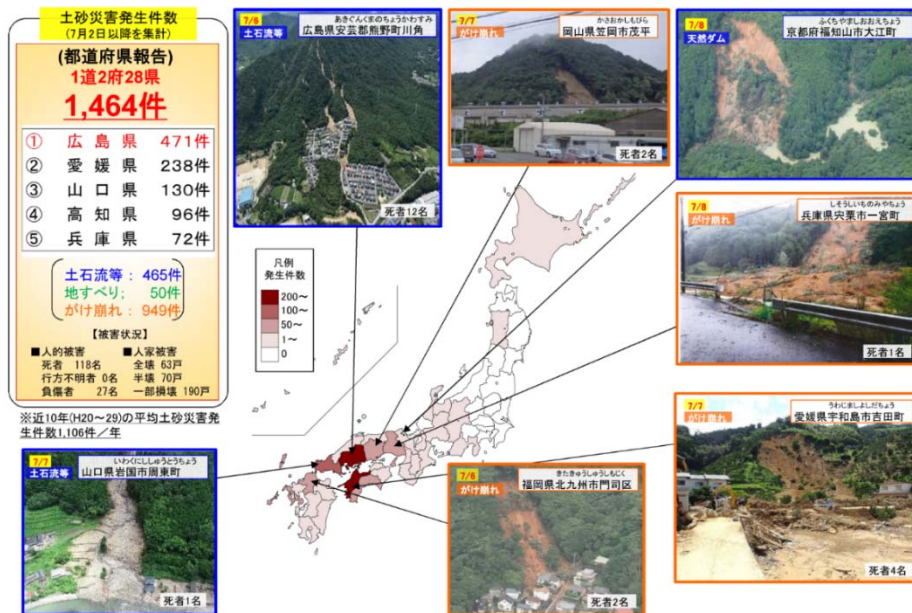 土砂災害発生件数
(7月2日以降を集計)
(都道府県報告)
1道2府28県
1,464件
① 広島県 471件
② 愛媛県 238件
③ 山口県 130件
④ 高知県 96件
⑤ 兵庫県 72件
土石流等: 465件
地すべり; 50件
がけ崩れ: 949件
【被害状況】
■人的被害 ■人家被害
死者 118名 全壊 63戸
行方不明者 0名 半壊 70戸
負傷者 27名 一部損壊 190戸
※近10年(H20~29)の平均土砂災害発
生件数1,106件/年
7/6
土石流等
あきぐんくまのちょうかわすみ
広島県安芸郡熊野町川角
死者12名
7/7
がけ崩れ
かさおかしもびら
岡山県笠岡市茂平
死者2名
7/8
天然ダム
ふくちやましおおえちょう
京都府福知山市大江町
7/8
がけ崩れ
しそうしいちのみやちょう
兵庫県宍粟市一宮町
死者1名
凡例
発生件数
200~
100~
50~
1~
0
7/7
がけ崩れ
うわじましよしだちょう
愛媛県宇和島市吉田町
死者4名
7/7
土石流等
いわくにししゅうとうちょう
山口県岩国市周東町
死者1名
7/6
がけ崩れ
きたきゅうしゅうしもじく
福岡県北九州市門司区
死者2名